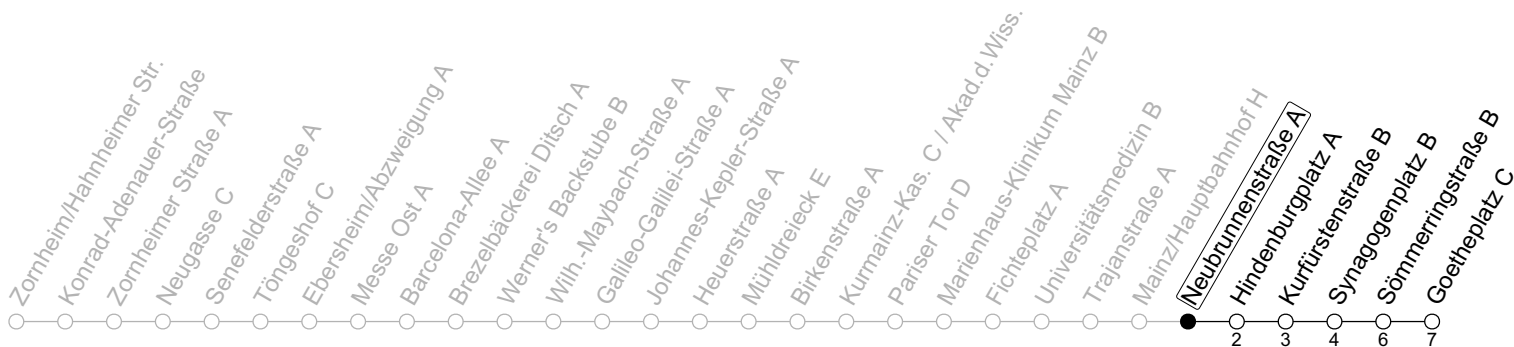 Zornheim/Hahnheimer Str.
Konrad-Adenauer-Straße
Zornheimer Straße A
Neugasse C
Senefelderstraße A
Töngeshof C
Ebersheim/Abzweigung A
Messe Ost A
Barcelona-Allee A
Brezelbäckerei Ditsch A
Werner's Backstube B
Wilh.-Maybach-Straße A
Galileo-Galilei-Straße A
Johannes-Kepler-Straße A
Heuerstraße A
Mühldreieck E
Birkenstraße A
Kurmainz-Kas. C / Akad.d.Wiss.
Pariser Tor D
Marienhaus-Klinikum Mainz B
Fichteplatz A
Universitätsmedizin B
Trajanstraße A
Mainz/Hauptbahnhof H
Neubrunnenstraße A
Hindenburgplatz A
Kurfürstenstraße B
Synagogenplatz B
Sömmerringstraße B
Goetheplatz C
2 3 4 6 7